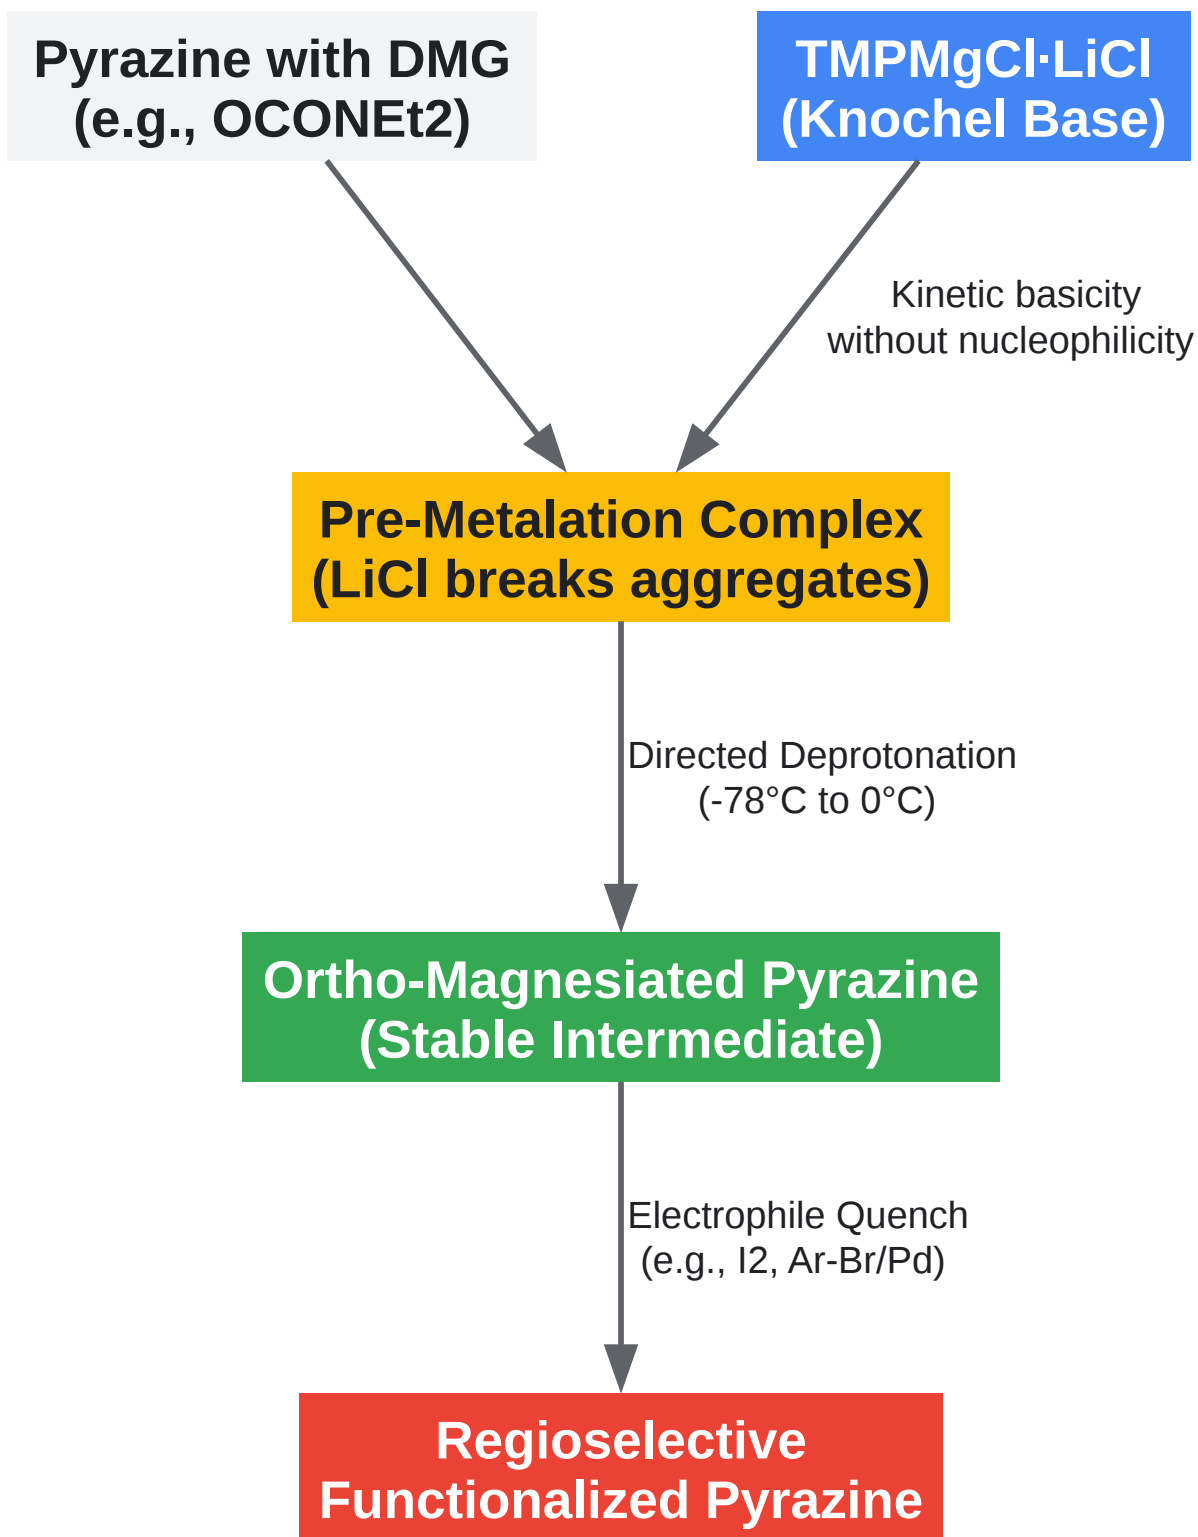 Pyrazine with DMG
(e.g., OCONEt2)
TMPMgCl·LiCl
(Knochel Base)
Kinetic basicity
without nucleophilicity
Pre-Metalation Complex
(LiCl breaks aggregates)
Directed Deprotonation
(-78°C to 0°C)
Ortho-Magnesiated Pyrazine
(Stable Intermediate)
Electrophile Quench
(e.g., I2, Ar-Br/Pd)
Regioselective
Functionalized Pyrazine